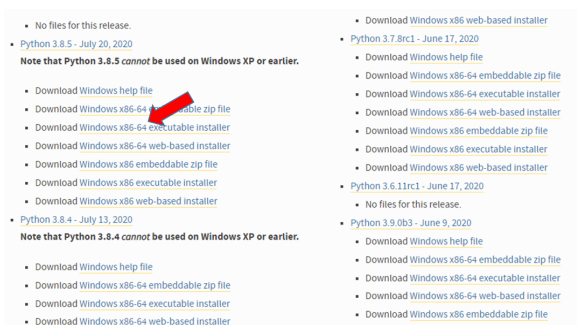 No files for this release.
Python 3.8.5 - July 20, 2020
Note that Python 3.8.5 cannot be used on Windows XP or earlier.
Download Windows help file
Download Windows x86-64 embeddable zip file
Download Windows x86-64 executable installer
Download Windows x86-64 web-based installer
Download Windows x86 embeddable zip file
Download Windows x86 executable installer
Download Windows x86 web-based installer
Python 3.8.4 - July 13, 2020
Note that Python 3.8.4 cannot be used on Windows XP or earlier.
Download Windows help file
Download Windows x86-64 embeddable zip file
Download Windows x86-64 executable installer
Download Windows x86-64 web-based installer
Download Windows x86 web-based installer
Python 3.7.8rc1 - June 17, 2020
Download Windows help file
Download Windows x86-64 embeddable zip file
Download Windows x86-64 executable installer
Download Windows x86-64 web-based installer
Download Windows x86 embeddable zip file
Download Windows x86 executable installer
Download Windows x86 web-based installer
Python 3.6.11rc1 - June 17, 2020
No files for this release.
Python 3.9.0b3 - June 9, 2020
Download Windows help file
Download Windows x86-64 embeddable zip file
Download Windows x86-64 executable installer
Download Windows x86-64 web-based installer
Download Windows x86 embeddable zip file